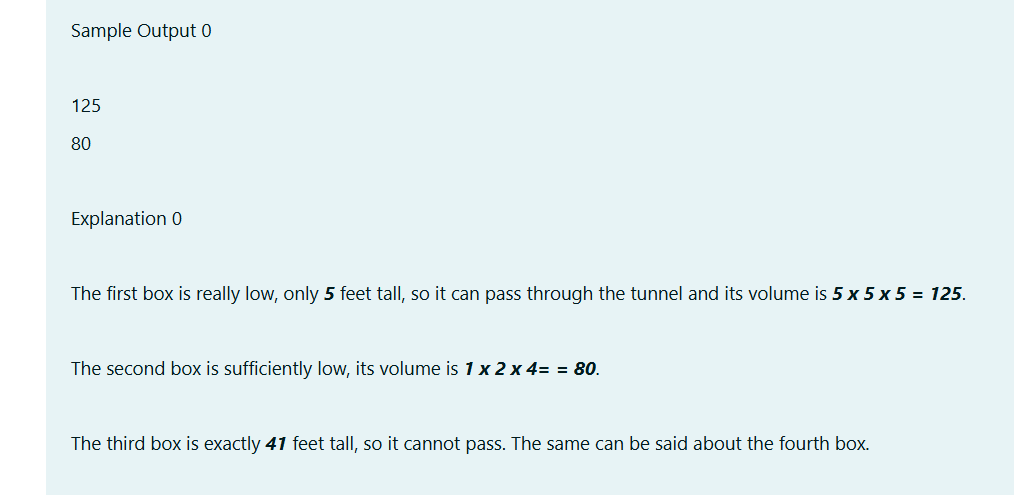 Sample Output 0
125
80
Explanation 0
The first box is really low, only 5 feet tall, so it can pass through the tunnel and its volume is 5 x 5 x 5 = 125.
The second box is sufficiently low, its volume is 1 x 2 x 4= = 80.
The third box is exactly 41 feet tall, so it cannot pass. The same can be said about the fourth box.